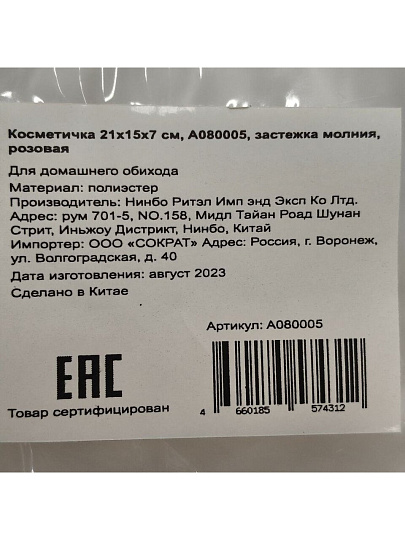 Косметичка 21х15х7 см, А080005, застежка молния,
розовая
Для домашнего обихода
Материал: полиэстер
Производитель: Нинбо Ритэл Имп энд Эксп Ко Лтд.
Адрес: рум 701-5, NO.158, Мидл Тайан Роад Шунан
Стрит, Иньжоу Дистрикт, Нинбо, Китай
Импортер: ООО «СОКРАТ» Адрес: Россия, г. Воронеж,
ул. Волгоградская, д. 40
Дата изготовления: август 2023
Сделано в Китае
Артикул: А080005
EAC
Товар сертифицирован
4 660185 574312